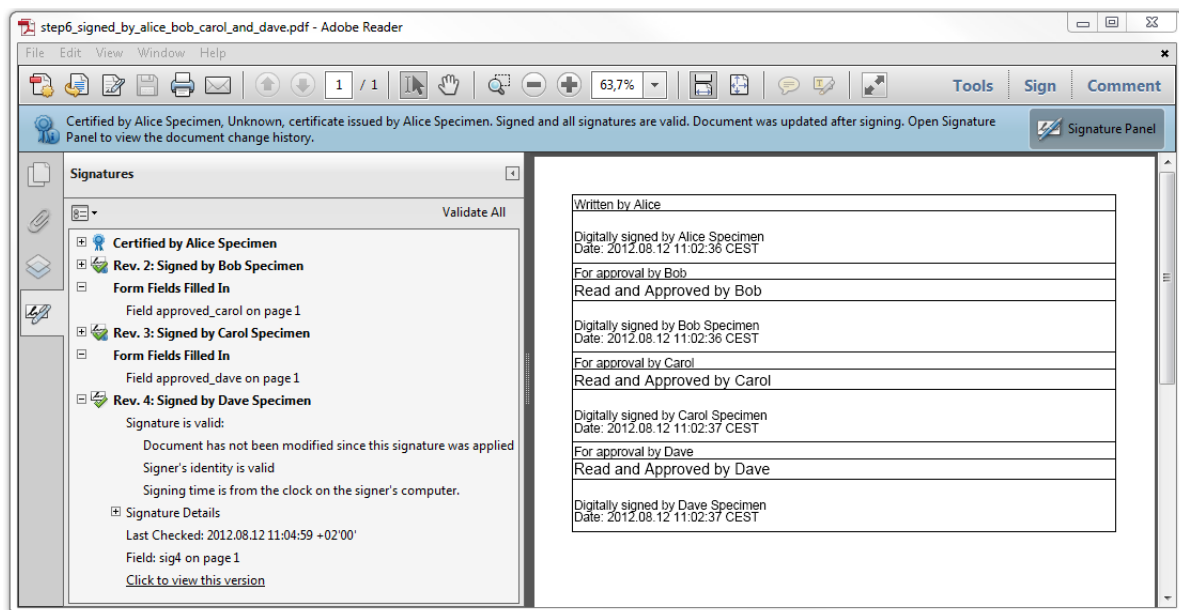 step6_signed_by_alice_bob_carol_and_dave.pdf - Adobe Reader
File Edit View Window Help
1 / 1 63,7% Tools Sign Comment
Certified by Alice Specimen, Unknown, certificate issued by Alice Specimen. Signed and all signatures are valid. Document was updated after signing. Open Signature
Panel to view the document change history.
Signature Panel
Signatures
Validate All
Certified by Alice Specimen
Rev. 2: Signed by Bob Specimen
Form Fields Filled In
Field approved_carol on page 1
Rev. 3: Signed by Carol Specimen
Form Fields Filled In
Field approved_dave on page 1
Rev. 4: Signed by Dave Specimen
Signature is valid:
Document has not been modified since this signature was applied
Signer's identity is valid
Signing time is from the clock on the signer's computer.
Signature Details
Last Checked: 2012.08.12 11:04:59 +02'00'
Field: sig4 on page 1
Click to view this version
Written by Alice
Digitally signed by Alice Specimen
Date: 2012.08.12 11:02:36 CEST
For approval by Bob
Read and Approved by Bob
Digitally signed by Bob Specimen
Date: 2012.08.12 11:02:36 CEST
For approval by Carol
Read and Approved by Carol
Digitally signed by Carol Specimen
Date: 2012.08.12 11:02:37 CEST
For approval by Dave
Read and Approved by Dave
Digitally signed by Dave Specimen
Date: 2012.08.12 11:02:37 CEST